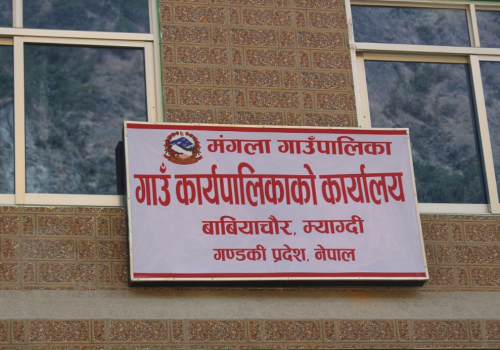 मंगला गाउँपालिका
गाउँ कार्यपालिकाको कार्यालय
बाबियाचौर, म्याग्दी
गण्डकी प्रदेश, नेपाल